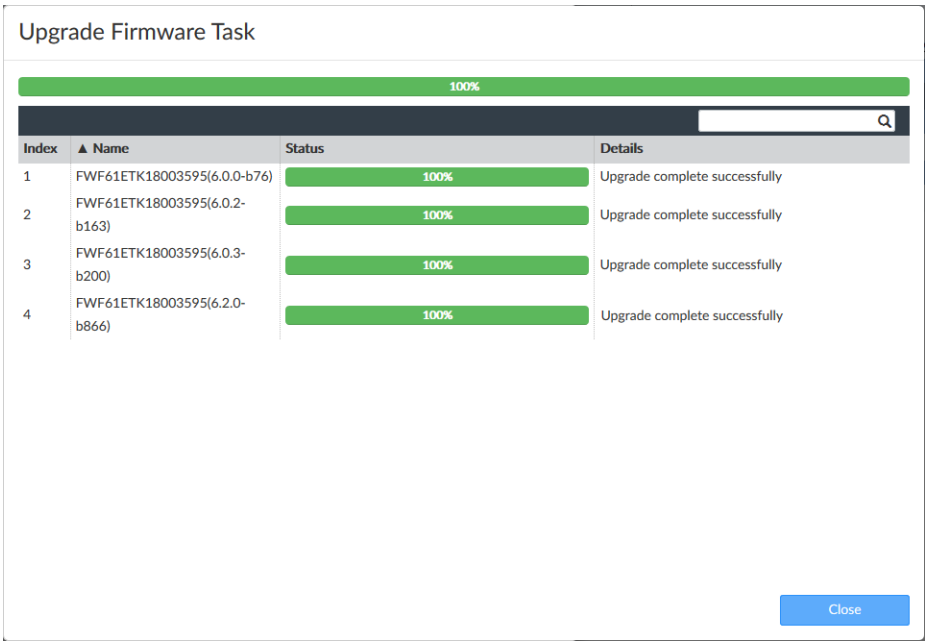 Upgrade Firmware Task
100%
Index ▲ Name Status Details
1 FWF61ETK18003595(6.0.0-b76) 100% Upgrade complete successfully
2 FWF61ETK18003595(6.0.2-
b163) 100% Upgrade complete successfully
3 FWF61ETK18003595(6.0.3-
b200) 100% Upgrade complete successfully
4 FWF61ETK18003595(6.2.0-
b866) 100% Upgrade complete successfully
Close